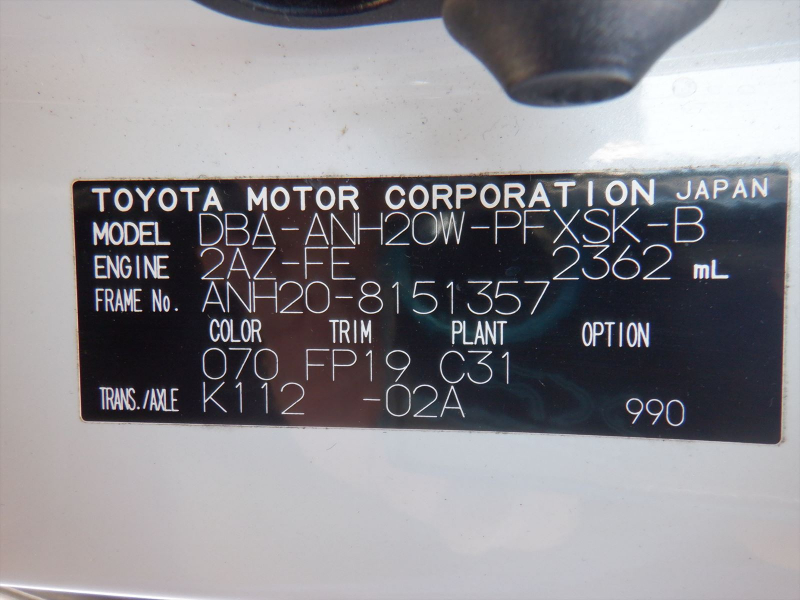 TOYOTA MOTOR CORPORATION JAPAN
MODEL DBA-ANH20W-PFXSK-B
ENGINE 2AZ-FE 2362 mL
FRAME No. ANH20-8151357
COLOR TRIM PLANT OPTION
070 FP19 C31
TRANS./AXLE K112 -02A 990